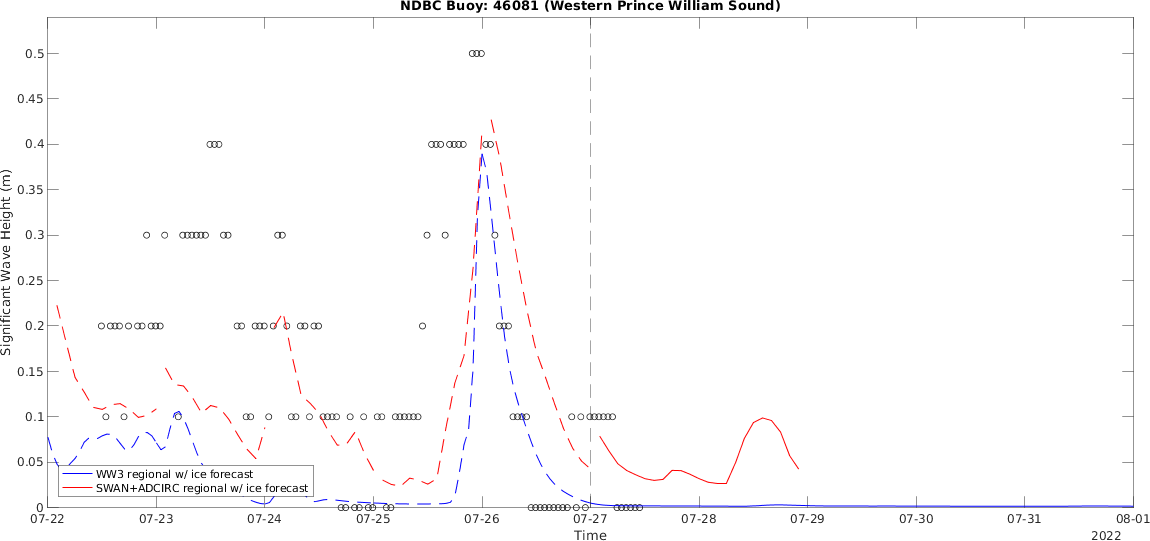 NDBC Buoy: 46081 (Western Prince William Sound)
0.5
0.45
0.4
0.35
0.3
0.25
0.2
0.15
0.1
0.05
0
Significant Wave Height (m)
WW3 regional w/ ice forecast
SWAN+ADCIRC regional w/ ice forecast
07-22 07-23 07-24 07-25 07-26 07-27 07-28 07-29 07-30 07-31 08-01
Time
2022